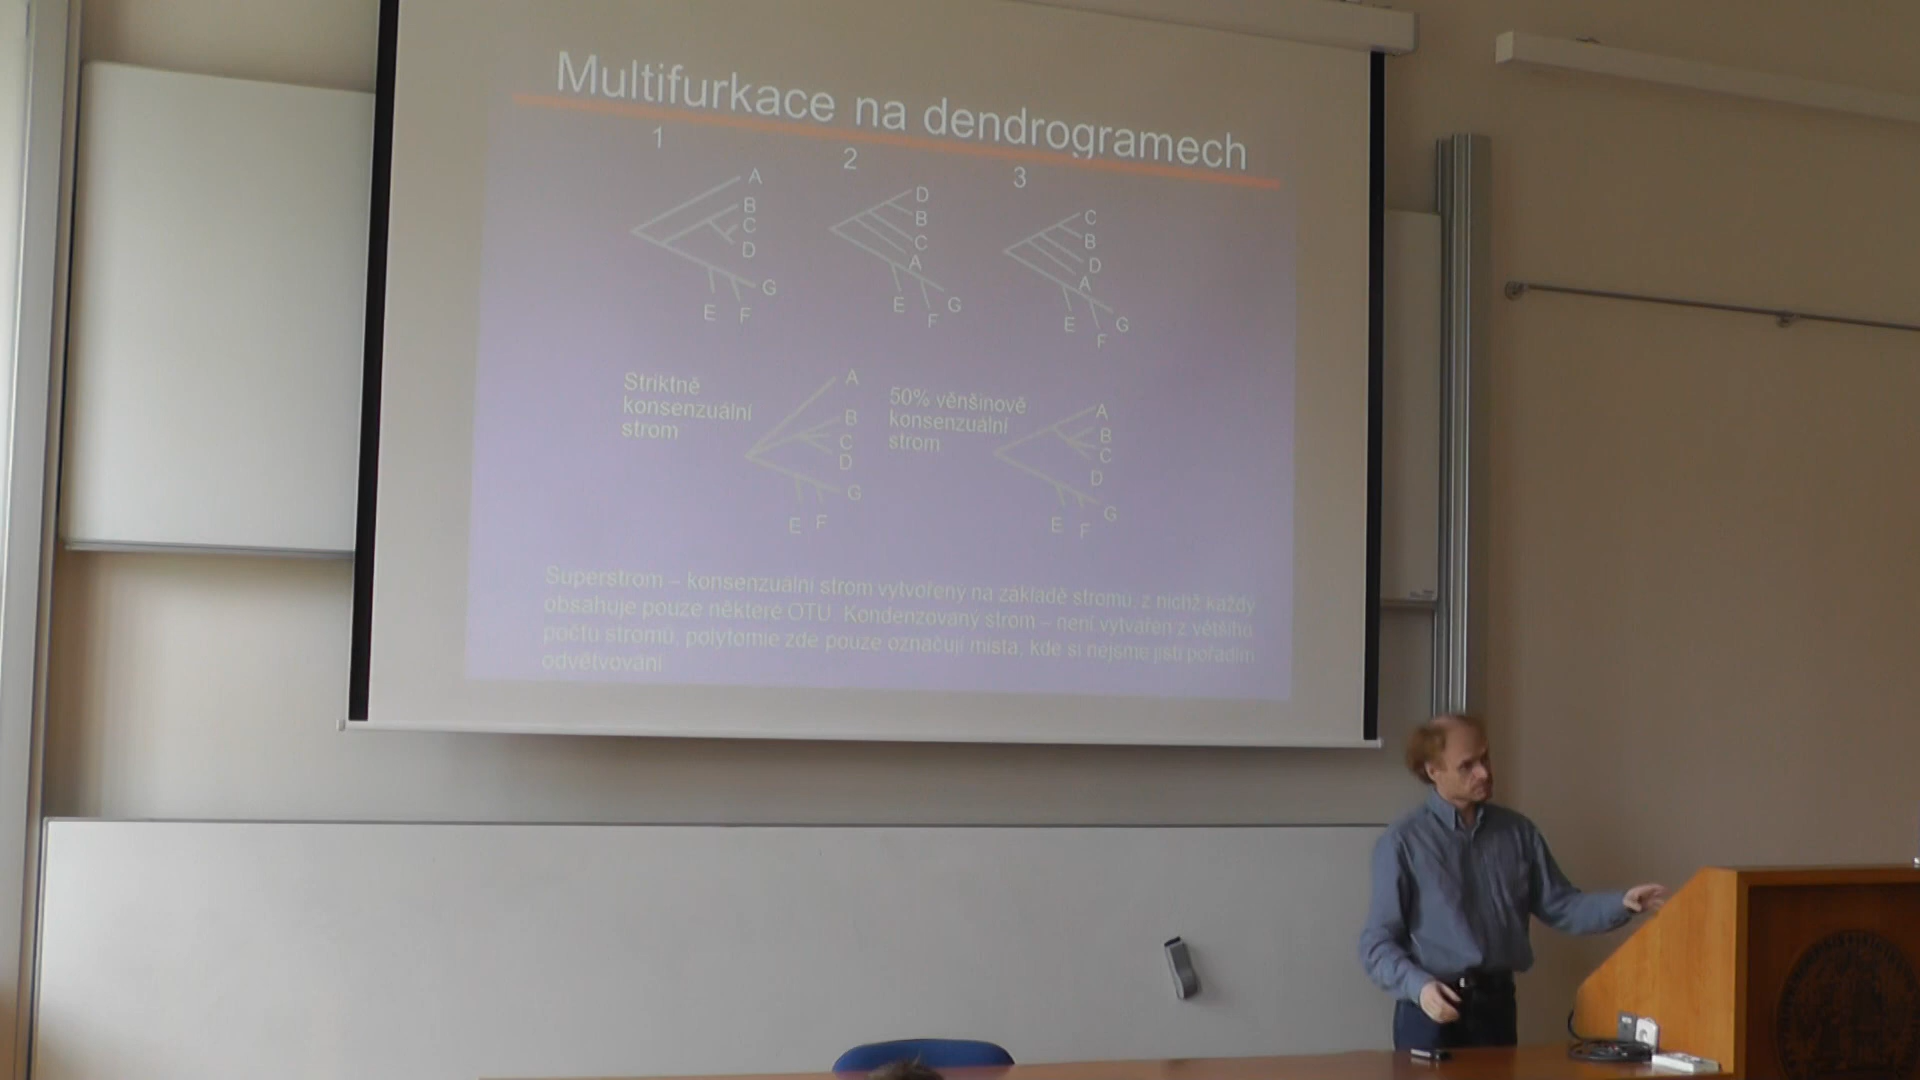 Multifurkace na dendrogramech
1
2
3
A
B
C
D
G
E F
D
B
C
A
G
E
F
C
B
D
A
G
E
F
Striktně
konsenzuální
strom
A
B
C
D
G
E F
50% věnšinově
konsenzuální
strom
A
B
C
D
G
E F
Superstrom – konsenzuální strom vytvořený na základě stromů, z nichž každý
obsahuje pouze některé OTU. Kondenzovaný strom – není vytvářen z většího
počtu stromů, polytomie zde pouze označují místa, kde si nejsme jisti pořadím
odvětvování